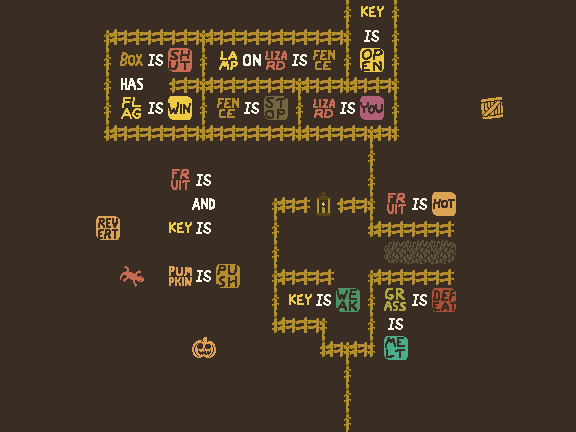 KEY
IS
BOX IS SHUT LAMP ON LIZARD IS FENCE OPEN
HAS
FLAG IS WIN FENCE IS STOP LIZARD IS YOU
FRUIT IS
AND
FRUIT IS HOT
REVERT KEY IS
PUMPKIN IS PUSH
KEY IS WEAK GRASS IS DEFEAT
IS
MELT